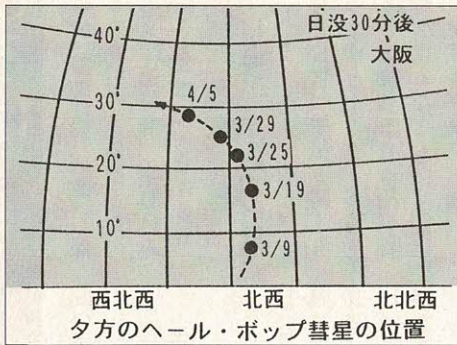 日没30分後
大阪
40°
30°
20°
10°
4/5
3/29
3/25
3/19
3/9
西北西 北西 北北西
夕方のヘール・ボップ彗星の位置